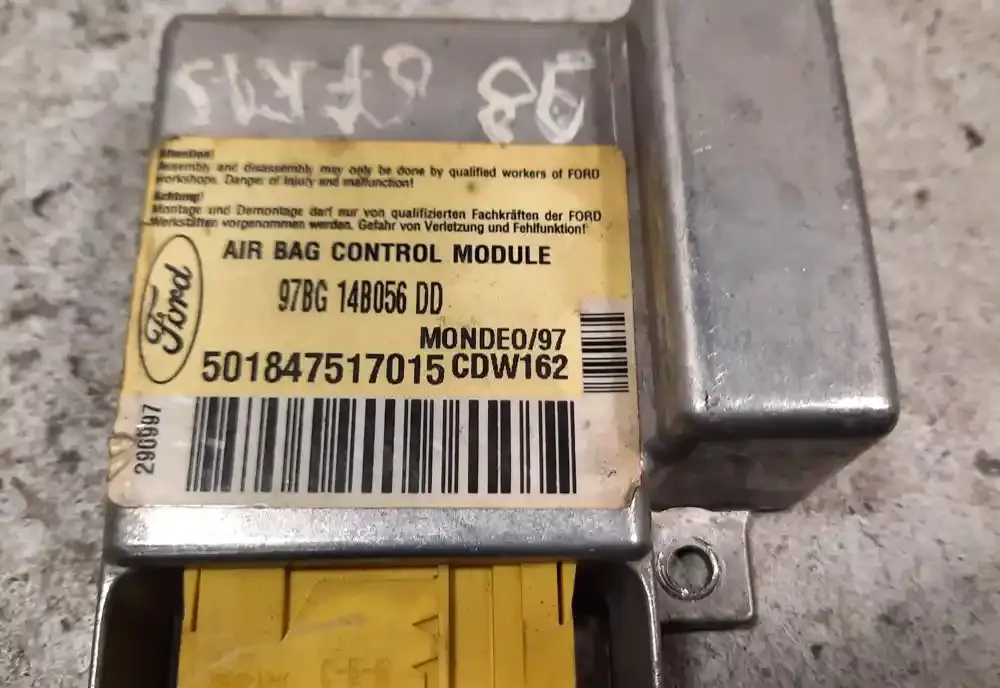 98
Attention!
Assembly and disassembly may only be done by qualified workers of FORD
workshops. Danger of injury and malfunction!
Achtung!
Montage und Demontage darf nur von qualifizierten Fachkräften der FORD
Werkstätten vorgenommen werden. Gefahr von Verletzung und Fehlfunktion!
AIR BAG CONTROL MODULE
Ford
97BG 14B056 DD
MONDEO/97
501847517015 CDW162
290997